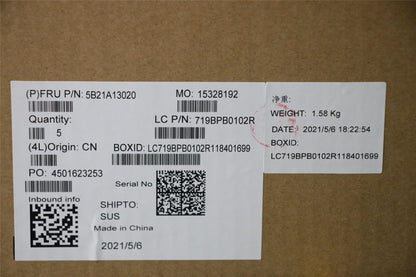 (P)FRU P/N: 5B21A13020
MO: 15328192
Quantity:
5
LC P/N: 719BPB0102R
(4L)Origin: CN
BOXID: LC719BPB0102R118401699
PO: 4501623253
Serial No
Inbound info
SHIPTO:
SUS
Made in China
2021/5/6
净重:
WEIGHT: 1.58 Kg
DATE: 2021/5/6 18:22:54
BOXID:
LC719BPB0102R118401699